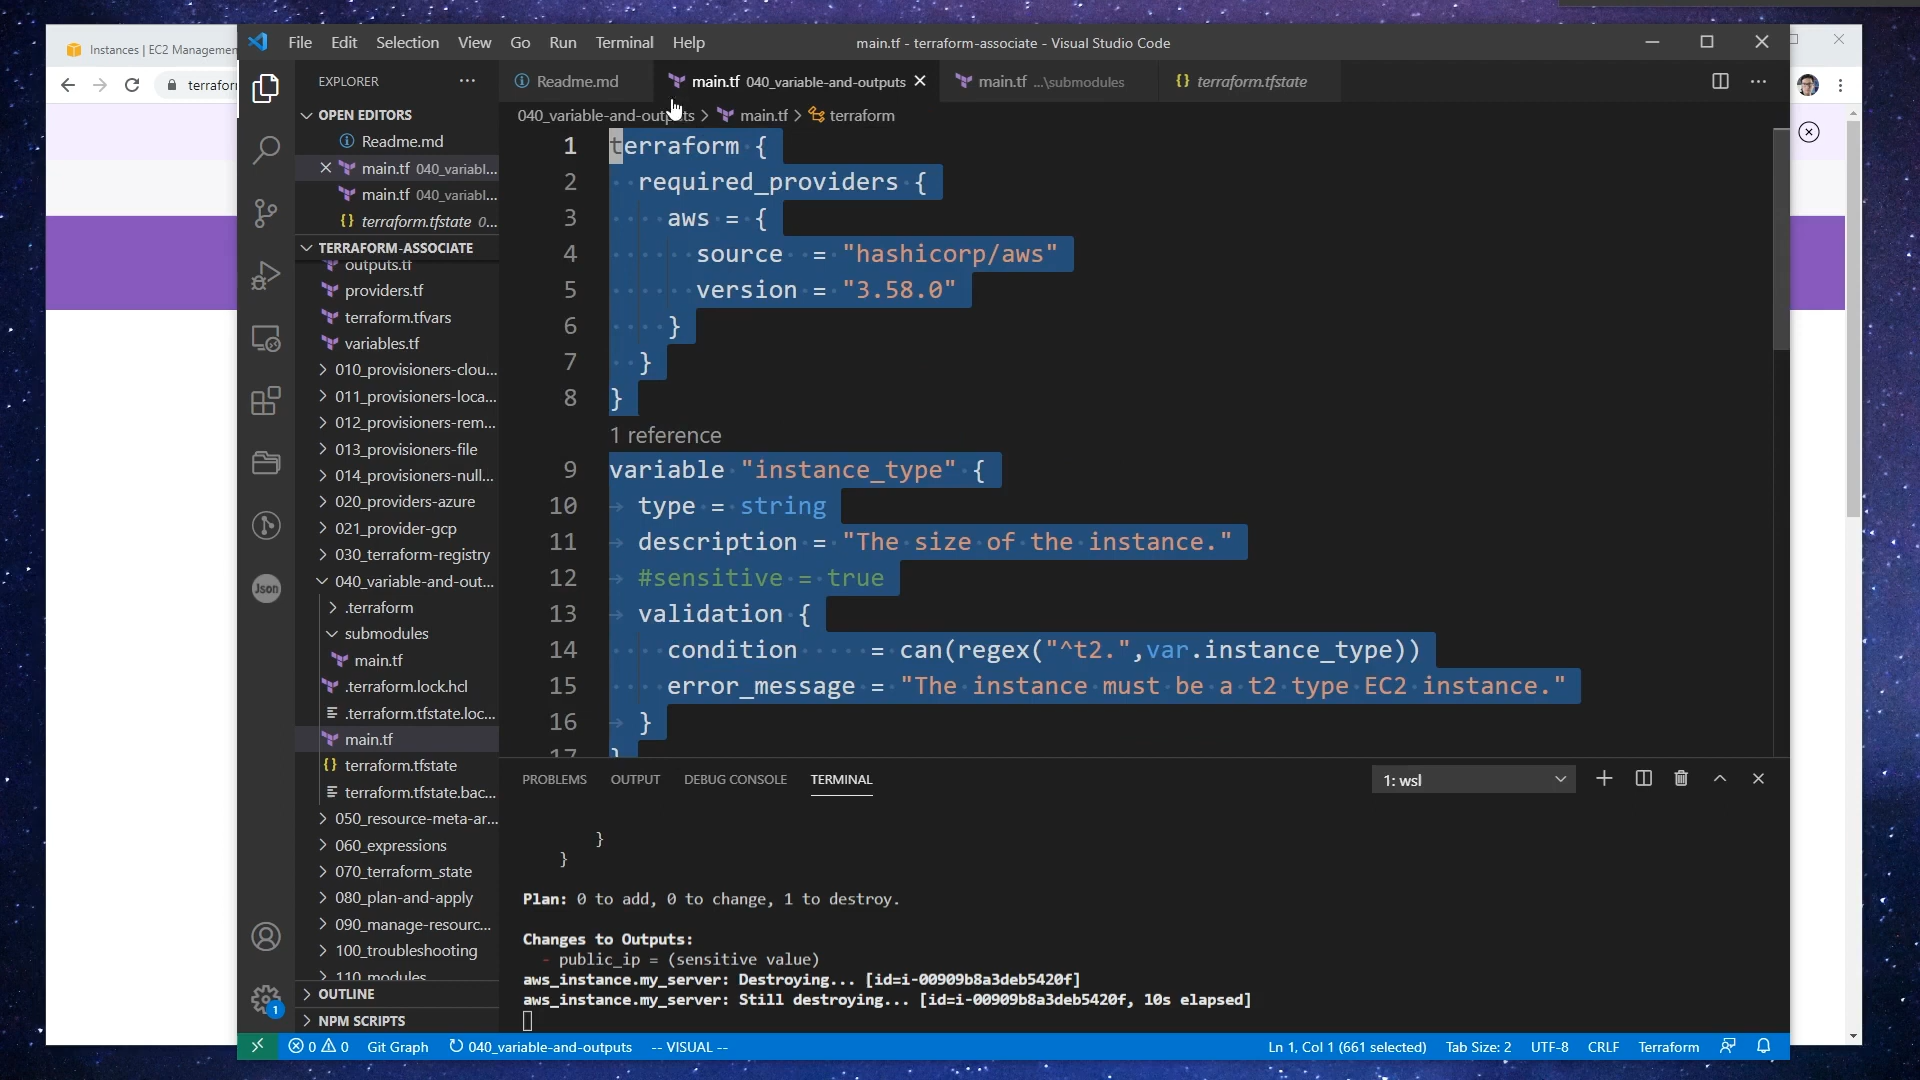 Instances | EC2 Managemen
terraform
File Edit Selection View Go Run Terminal Help
main.tf - terraform-associate - Visual Studio Code
EXPLORER
OPEN EDITORS
Readme.md
main.tf 040_variabl...
main.tf 040_variabl...
terraform.tfstate 0...
TERRAFORM-ASSOCIATE
outputs.tf
providers.tf
terraform.tfvars
variables.tf
010_provisioners-clou...
011_provisioners-loca...
012_provisioners-rem...
013_provisioners-file
014_provisioners-null...
020_providers-azure
021_provider-gcp
030_terraform-registry
040_variable-and-out...
.terraform
submodules
main.tf
.terraform.lock.hcl
.terraform.tfstate.loc...
main.tf
terraform.tfstate
terraform.tfstate.bac...
050_resource-meta-ar...
060_expressions
070_terraform_state
080_plan-and-apply
090_manage-resourc...
100_troubleshooting
110_modules
OUTLINE
NPM SCRIPTS
Json
1
Readme.md
main.tf 040_variable-and-outputs
main.tf ...\submodules
terraform.tfstate
040_variable-and-outputs > main.tf > terraform
1 terraform {
2 required_providers {
3 aws = {
4 source  = "hashicorp/aws"
5 version = "3.58.0"
6 }
7 }
8 }
1 reference
9 variable "instance_type" {
10 type = string
11 description = "The size of the instance."
12 #sensitive = true
13 validation {
14 condition     = can(regex("^t2.",var.instance_type))
15 error_message = "The instance must be a t2 type EC2 instance."
16 }
17 }
PROBLEMS OUTPUT DEBUG CONSOLE TERMINAL
1: wsl
}
}
Plan: 0 to add, 0 to change, 1 to destroy.
Changes to Outputs:
- public_ip = (sensitive value)
aws_instance.my_server: Destroying... [id=i-00909b8a3deb5420f]
aws_instance.my_server: Still destroying... [id=i-00909b8a3deb5420f, 10s elapsed]
0 0 Git Graph 040_variable-and-outputs -- VISUAL --
Ln 1, Col 1 (661 selected) Tab Size: 2 UTF-8 CRLF Terraform